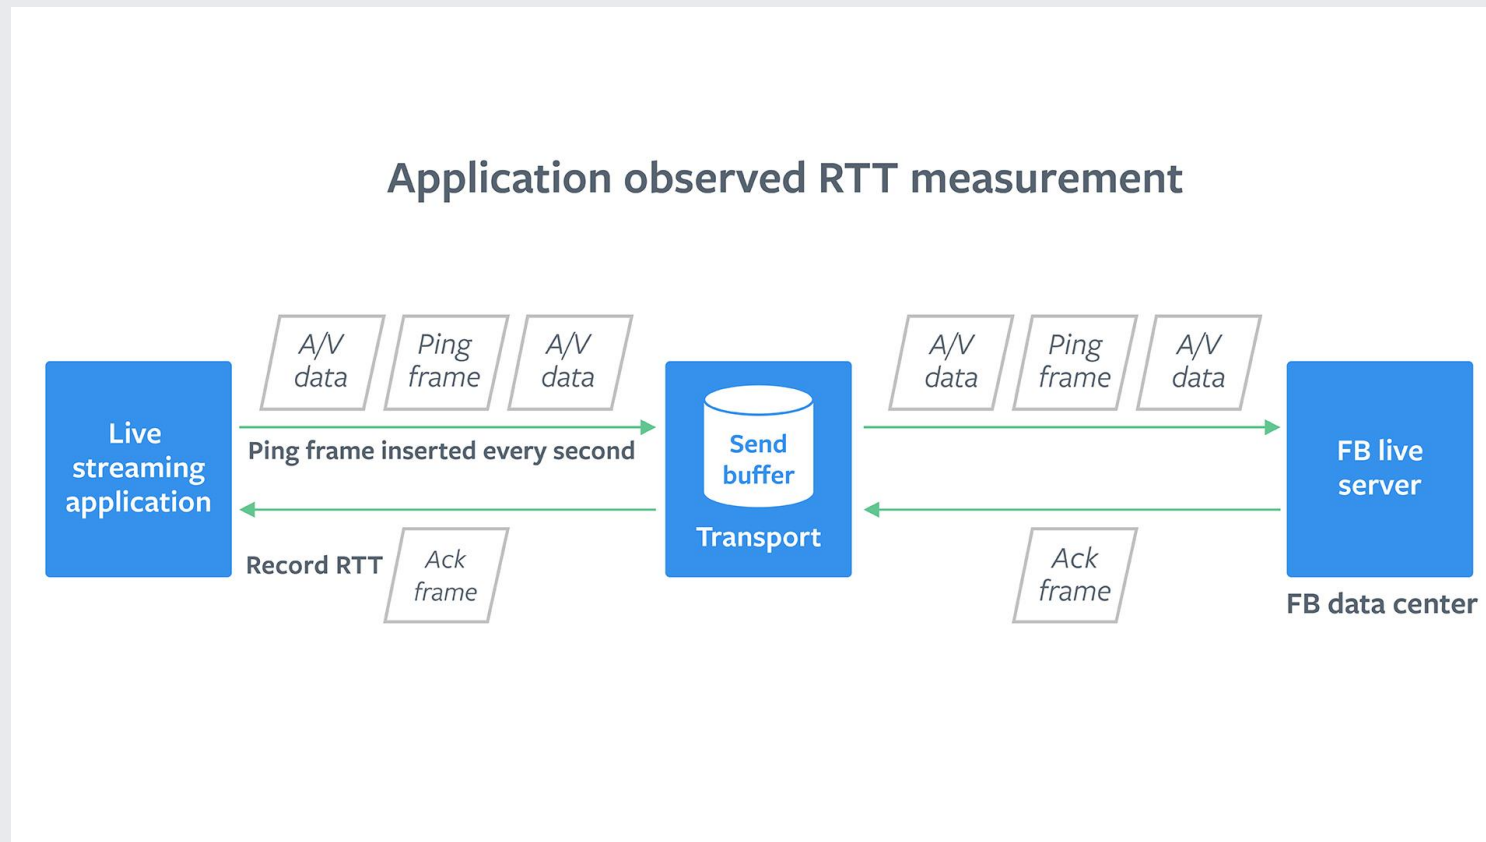 Application observed RTT measurement
A/V
data
Ping
frame
A/V
data
A/V
data
Ping
frame
A/V
data
Live
streaming
application
Ping frame inserted every second
Send
buffer
Transport
FB live
server
Record RTT
Ack
frame
Ack
frame
FB data center